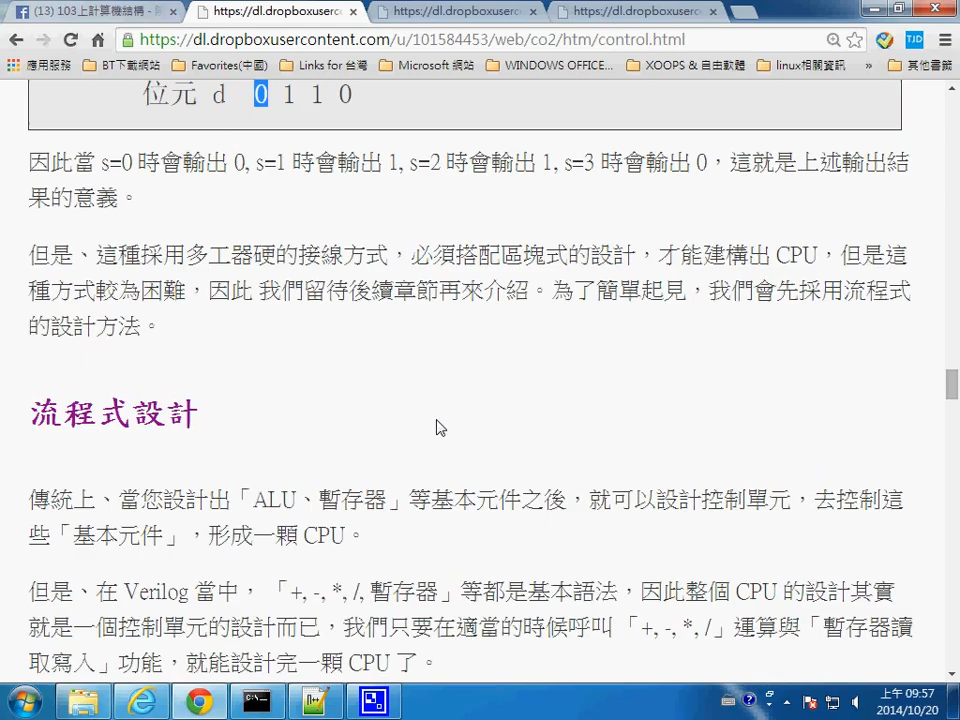 (13) 103上計算機結構 -
https://dl.dropboxuserc
https://dl.dropboxuserc
https://dl.dropboxuserc
https://dl.dropboxusercontent.com/u/101584453/web/co2/htm/control.html
應用服務 BT下載網站 Favorites(中國) Links for 台灣 Microsoft 網站 WINDOWS OFFICE... XOOPS & 自由軟體 linux相關資訊 » 其他書籤
位元 d 0 1 1 0
因此當 s=0 時會輸出 0, s=1 時會輸出 1, s=2 時會輸出 1, s=3 時會輸出 0，這就是上述輸出結
果的意義。
但是、這種採用多工器硬的接線方式，必須搭配區塊式的設計，才能建構出 CPU，但是這
種方式較為困難，因此 我們留待後續章節再來介紹。為了簡單起見，我們會先採用流程式
的設計方法。
流程式設計
傳統上、當您設計出「ALU、暫存器」等基本元件之後，就可以設計控制單元，去控制這
些「基本元件」，形成一顆 CPU。
但是、在 Verilog 當中， 「+, -, *, /, 暫存器」等都是基本語法，因此整個 CPU 的設計其實
就是一個控制單元的設計而已，我們只要在適當的時候呼叫 「+, -, *, /」運算與「暫存器讀
取寫入」功能，就能設計完一顆 CPU 了。
上午 09:57
2014/10/20